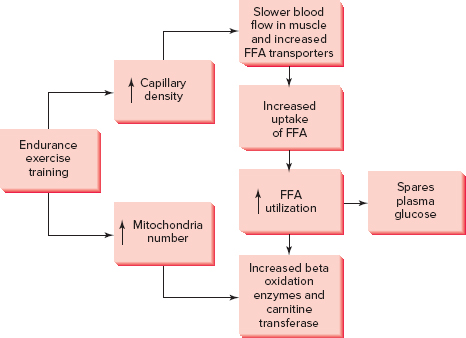 Slower blood
flow in muscle
and increased
FFA transporters
Capillary
density
Increased
uptake
of FFA
Endurance
exercise
training
FFA
utilization
Spares
plasma
glucose
Mitochondria
number
Increased beta
oxidation
enzymes and
carnitine
transferase